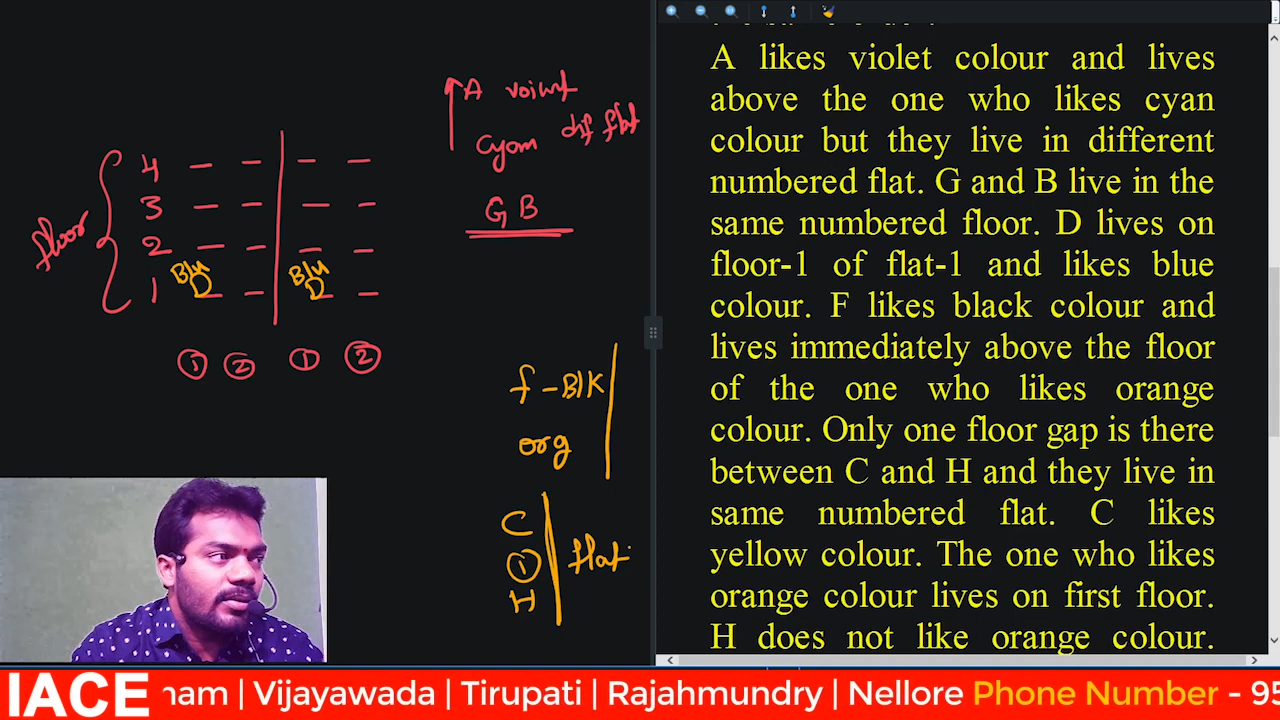 A voiwt
Cyam dif flat
G B
floor
4 — — — —
3 — — — —
2 — — — —
Blu Blu
1 D — D —
① ② ① ②
f - BlK
org
C
① flat
H
A likes violet colour and lives
above the one who likes cyan
colour but they live in different
numbered flat. G and B live in the
same numbered floor. D lives on
floor-1 of flat-1 and likes blue
colour. F likes black colour and
lives immediately above the floor
of the one who likes orange
colour. Only one floor gap is there
between C and H and they live in
same numbered flat. C likes
yellow colour. The one who likes
orange colour lives on first floor.
H does not like orange colour.
IACE nam | Vijayawada | Tirupati | Rajahmundry | Nellore Phone Number - 95